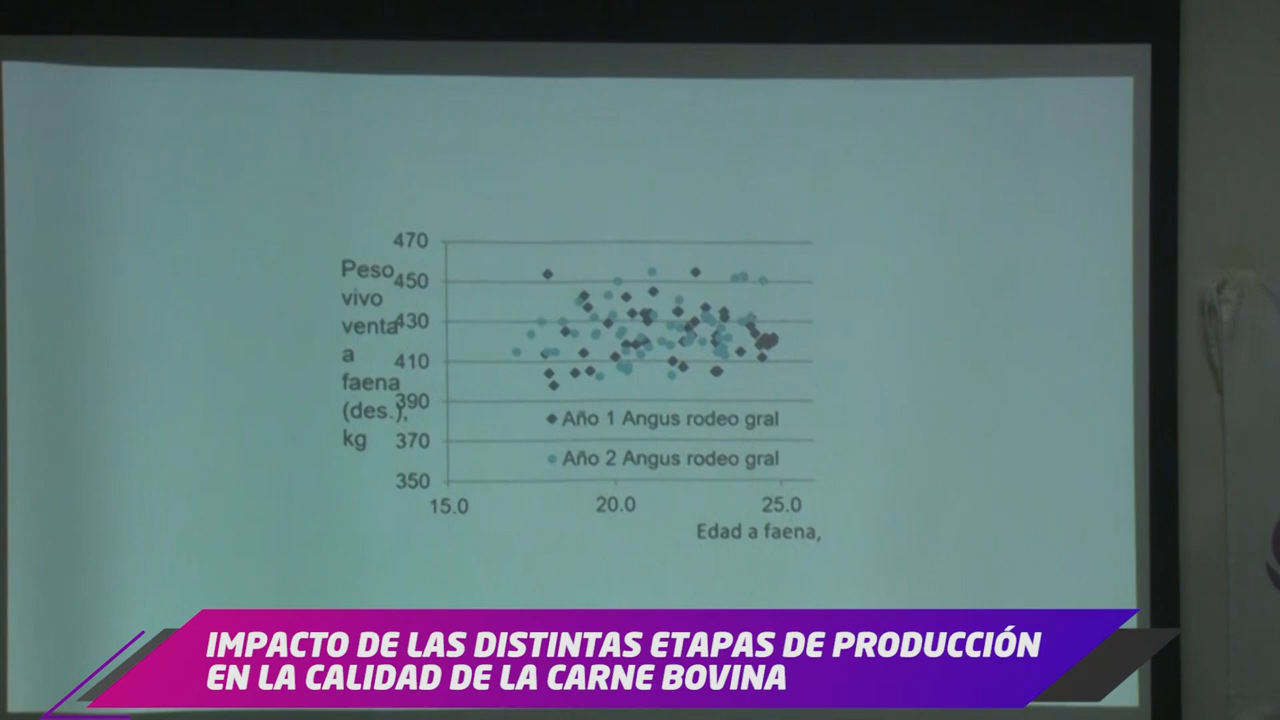 470
450
430
410
390
370
350
Peso
vivo
venta
a
faena
(des.),
kg
Año 1 Angus rodeo gral
Año 2 Angus rodeo gral
15.0 20.0 25.0
Edad a faena,
IMPACTO DE LAS DISTINTAS ETAPAS DE PRODUCCIÓN
EN LA CALIDAD DE LA CARNE BOVINA